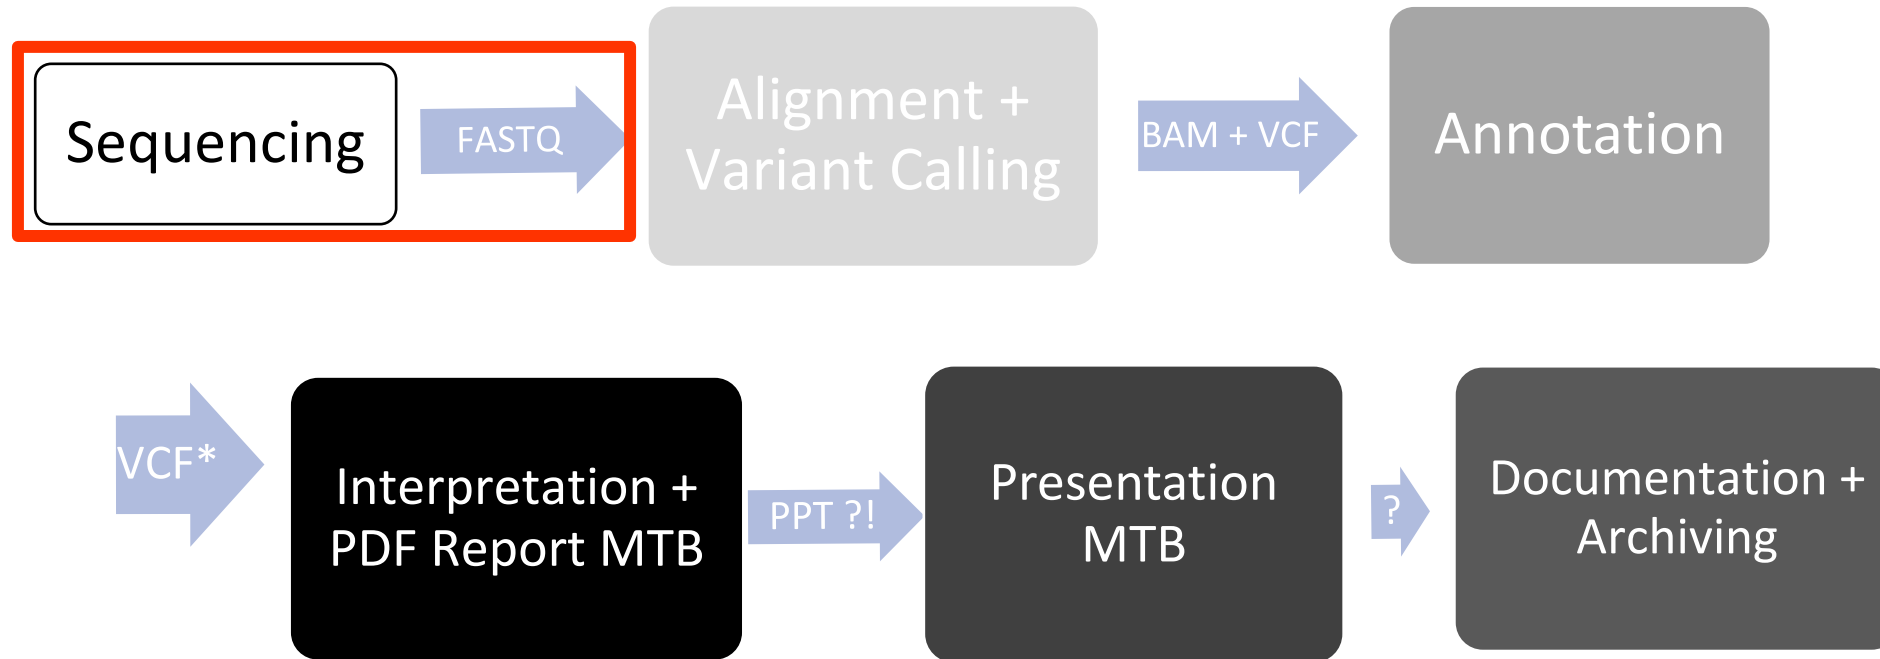 Sequencing
FASTQ
Alignment +
Variant Calling
BAM + VCF
Annotation
VCF*
Interpretation +
PDF Report MTB
PPT ?!
Presentation
MTB
?
Documentation +
Archiving